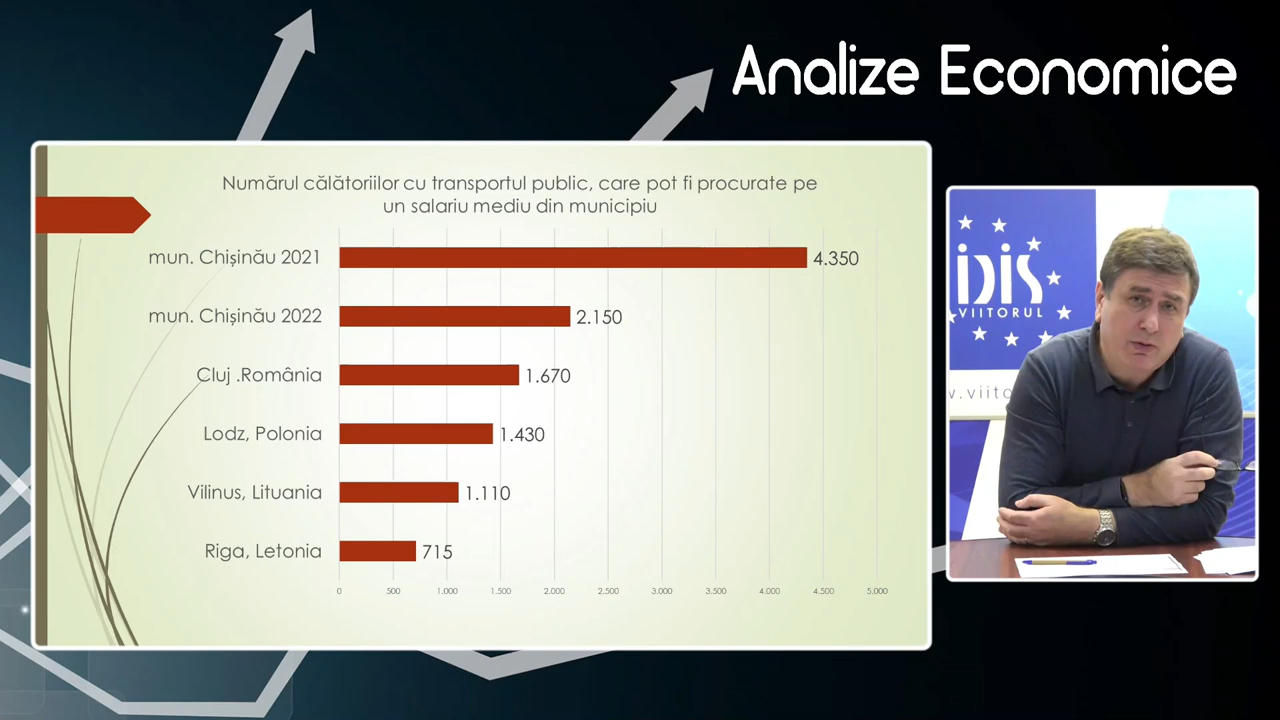 Analize Economice
Numărul călătoriilor cu transportul public, care pot fi procurate pe
un salariu mediu din municipiu
mun. Chișinău 2021
4.350
mun. Chișinău 2022
2.150
Cluj .România
1.670
Lodz, Polonia
1.430
Vilinus, Lituania
1.110
Riga, Letonia
715
0 500 1.000 1.500 2.000 2.500 3.000 3.500 4.000 4.500 5.000
IDIS
VIITORUL